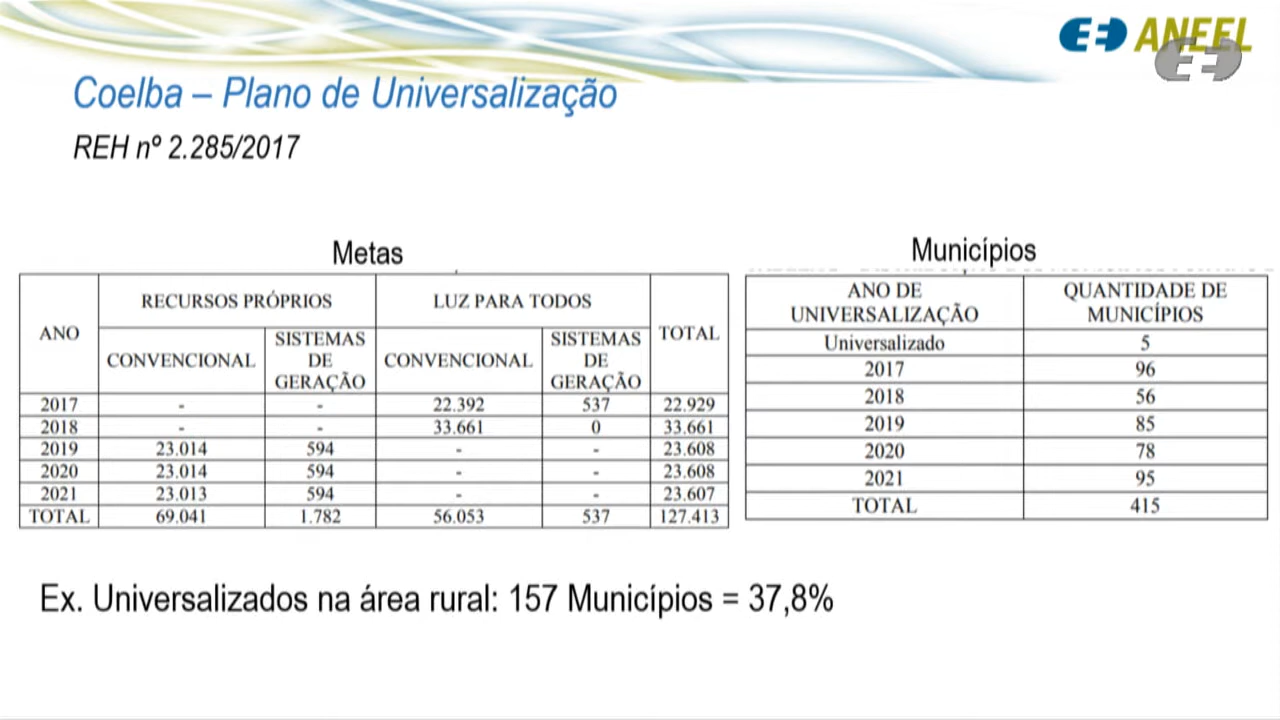 ANEEL
Coelba – Plano de Universalização
REH nº 2.285/2017
Metas
ANO | RECURSOS PRÓPRIOS | LUZ PARA TODOS | TOTAL
CONVENCIONAL | SISTEMAS DE GERAÇÃO | CONVENCIONAL | SISTEMAS DE GERAÇÃO
2017 | - | - | 22.392 | 537 | 22.929
2018 | - | - | 33.661 | 0 | 33.661
2019 | 23.014 | 594 | - | - | 23.608
2020 | 23.014 | 594 | - | - | 23.608
2021 | 23.013 | 594 | - | - | 23.607
TOTAL | 69.041 | 1.782 | 56.053 | 537 | 127.413
Municípios
ANO DE UNIVERSALIZAÇÃO | QUANTIDADE DE MUNICÍPIOS
Universalizado | 5
2017 | 96
2018 | 56
2019 | 85
2020 | 78
2021 | 95
TOTAL | 415
Ex. Universalizados na área rural: 157 Municípios = 37,8%